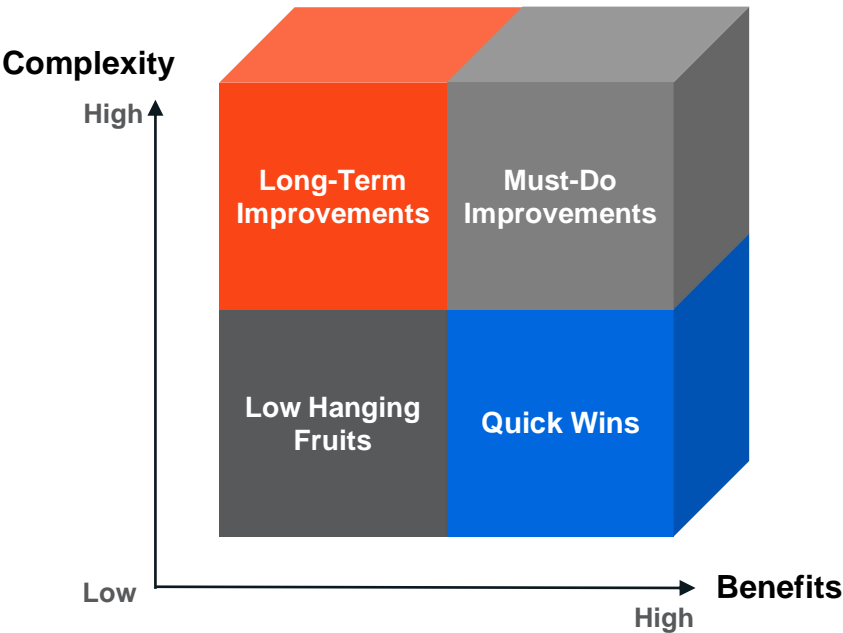 Complexity
High
Long-Term
Improvements
Must-Do
Improvements
Low Hanging
Fruits
Quick Wins
Low
Benefits
High